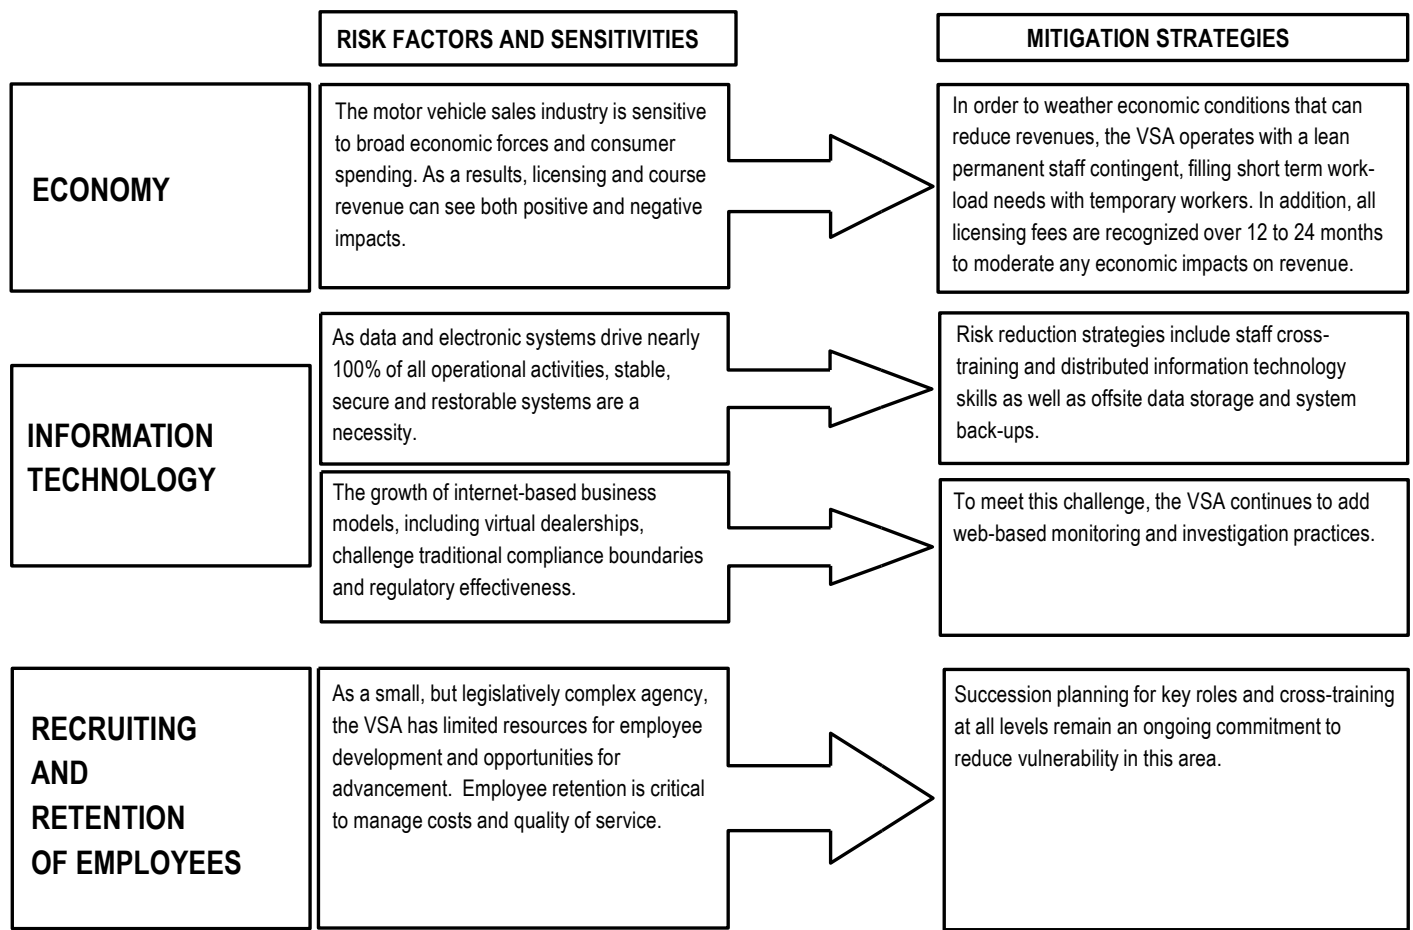 RISK FACTORS AND SENSITIVITIES
MITIGATION STRATEGIES
ECONOMY
The motor vehicle sales industry is sensitive
to broad economic forces and consumer
spending. As a results, licensing and course
revenue can see both positive and negative
impacts.
In order to weather economic conditions that can
reduce revenues, the VSA operates with a lean
permanent staff contingent, filling short term work-
load needs with temporary workers. In addition, all
licensing fees are recognized over 12 to 24 months
to moderate any economic impacts on revenue.
INFORMATION
TECHNOLOGY
As data and electronic systems drive nearly
100% of all operational activities, stable,
secure and restorable systems are a
necessity.
Risk reduction strategies include staff cross-
training and distributed information technology
skills as well as offsite data storage and system
back-ups.
The growth of internet-based business
models, including virtual dealerships,
challenge traditional compliance boundaries
and regulatory effectiveness.
To meet this challenge, the VSA continues to add
web-based monitoring and investigation practices.
RECRUITING
AND
RETENTION
OF EMPLOYEES
As a small, but legislatively complex agency,
the VSA has limited resources for employee
development and opportunities for
advancement.  Employee retention is critical
to manage costs and quality of service.
Succession planning for key roles and cross-training
at all levels remain an ongoing commitment to
reduce vulnerability in this area.